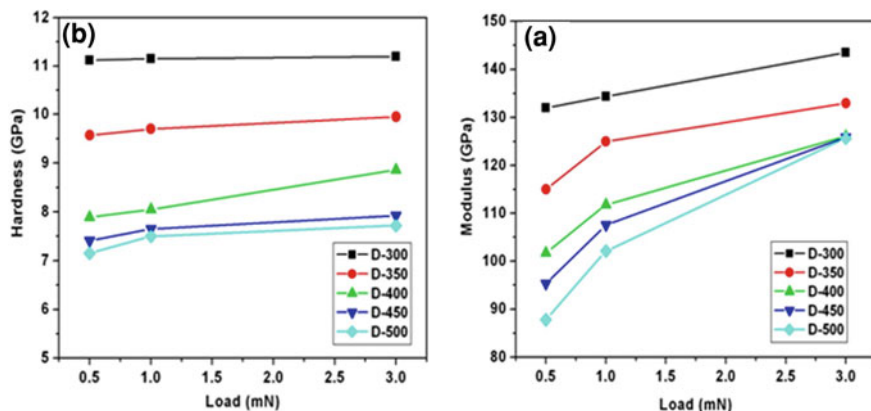 (b)
Hardness (GPa)
12
11
10
9
8
7
6
5
0.5 1.0 1.5 2.0 2.5 3.0
Load (mN)
D-300
D-350
D-400
D-450
D-500
(a)
Modulus (GPa)
150
140
130
120
110
100
90
80
0.5 1.0 1.5 2.0 2.5 3.0
Load (mN)
D-300
D-350
D-400
D-450
D-500